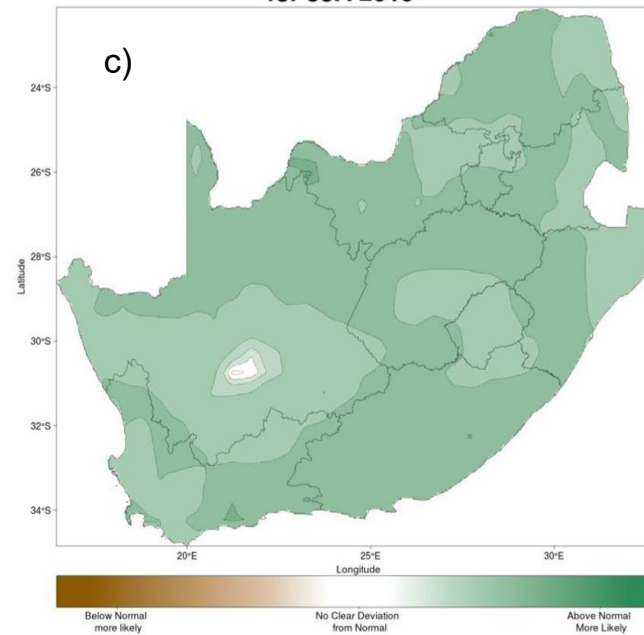 c)
24°S
26°S
28°S
30°S
32°S
34°S
Latitude
20°E 25°E 30°E
Longitude
Below Normal
more likely
No Clear Deviation
from Normal
Above Normal
More Likely